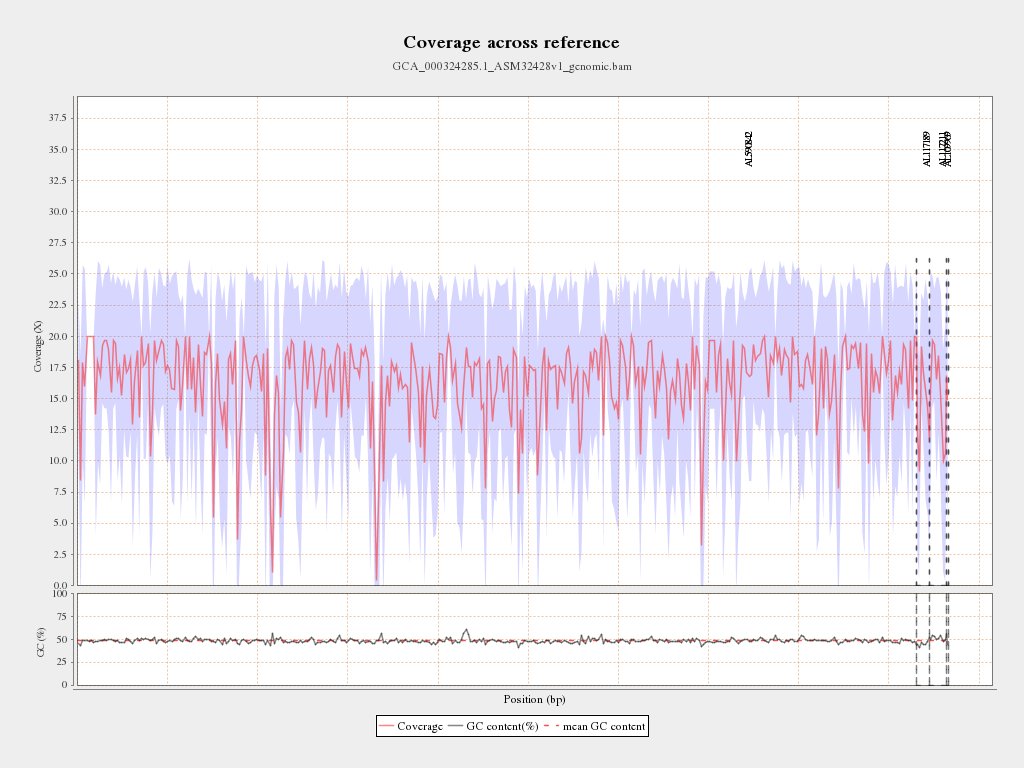 Coverage across reference
GCA_000324285.1_ASM32428v1_genomic.bam
37.5
35.0
32.5
30.0
27.5
25.0
22.5
20.0
17.5
15.0
12.5
10.0
7.5
5.0
2.5
0.0
Coverage (X)
AL590842
AL117189
AL117211
AL109969
100
75
50
25
0
GC (%)
Position (bp)
Coverage GC content(%) mean GC content